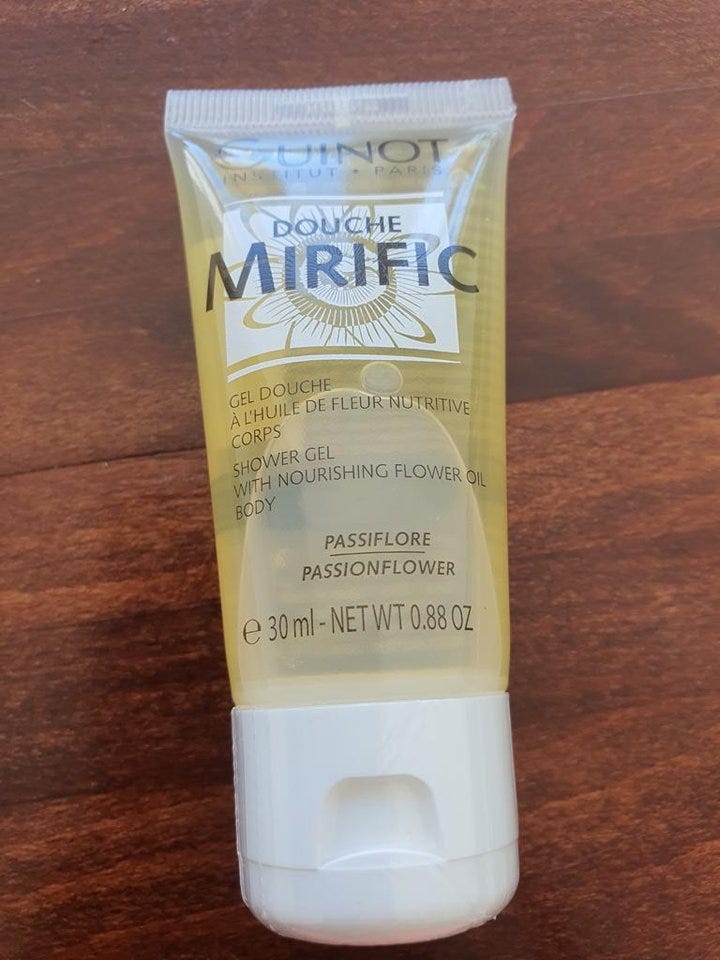 GUINOT
INSTITUT • PARIS
DOUCHE
MIRIFIC
GEL DOUCHE
À L'HUILE DE FLEUR NUTRITIVE
CORPS
SHOWER GEL
WITH NOURISHING FLOWER OIL
BODY
PASSIFLORE
PASSIONFLOWER
e 30 ml - NET WT 0.88 OZ